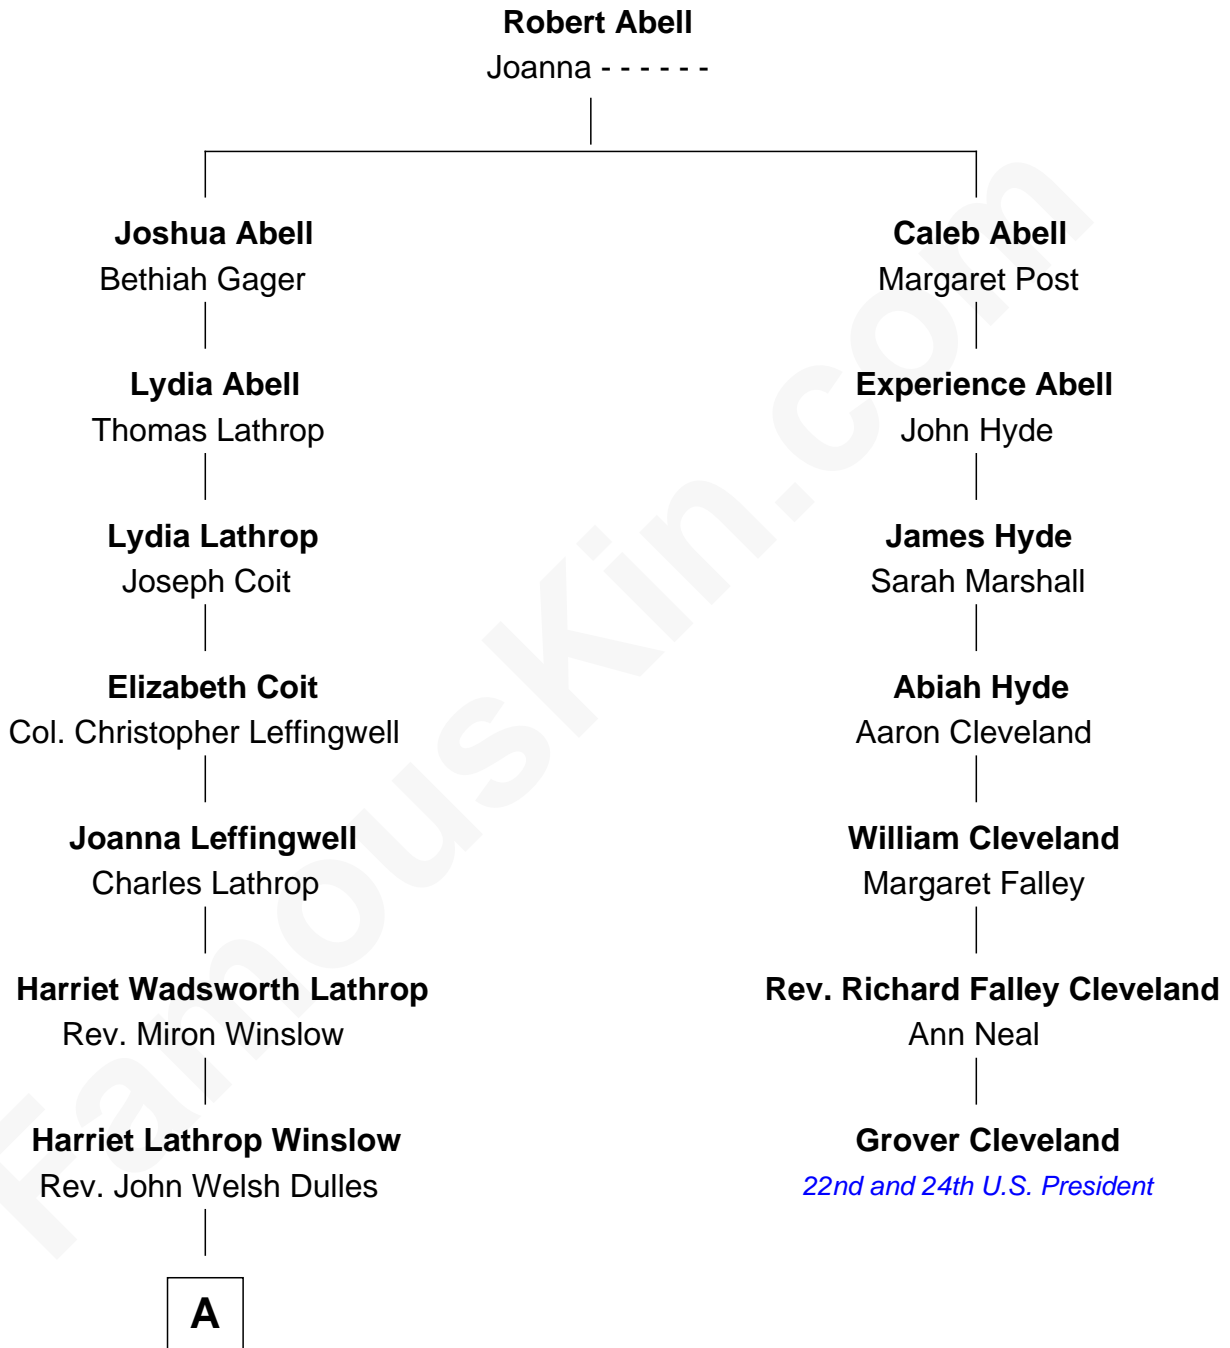 Robert Abell
Joanna - - - - - -
Joshua Abell
Bethiah Gager
Caleb Abell
Margaret Post
Lydia Abell
Thomas Lathrop
Experience Abell
John Hyde
Lydia Lathrop
Joseph Coit
James Hyde
Sarah Marshall
Elizabeth Coit
Col. Christopher Leffingwell
Abiah Hyde
Aaron Cleveland
Joanna Leffingwell
Charles Lathrop
William Cleveland
Margaret Falley
Harriet Wadsworth Lathrop
Rev. Miron Winslow
Rev. Richard Falley Cleveland
Ann Neal
Harriet Lathrop Winslow
Rev. John Welsh Dulles
Grover Cleveland
22nd and 24th U.S. President
A
FamousKin.com